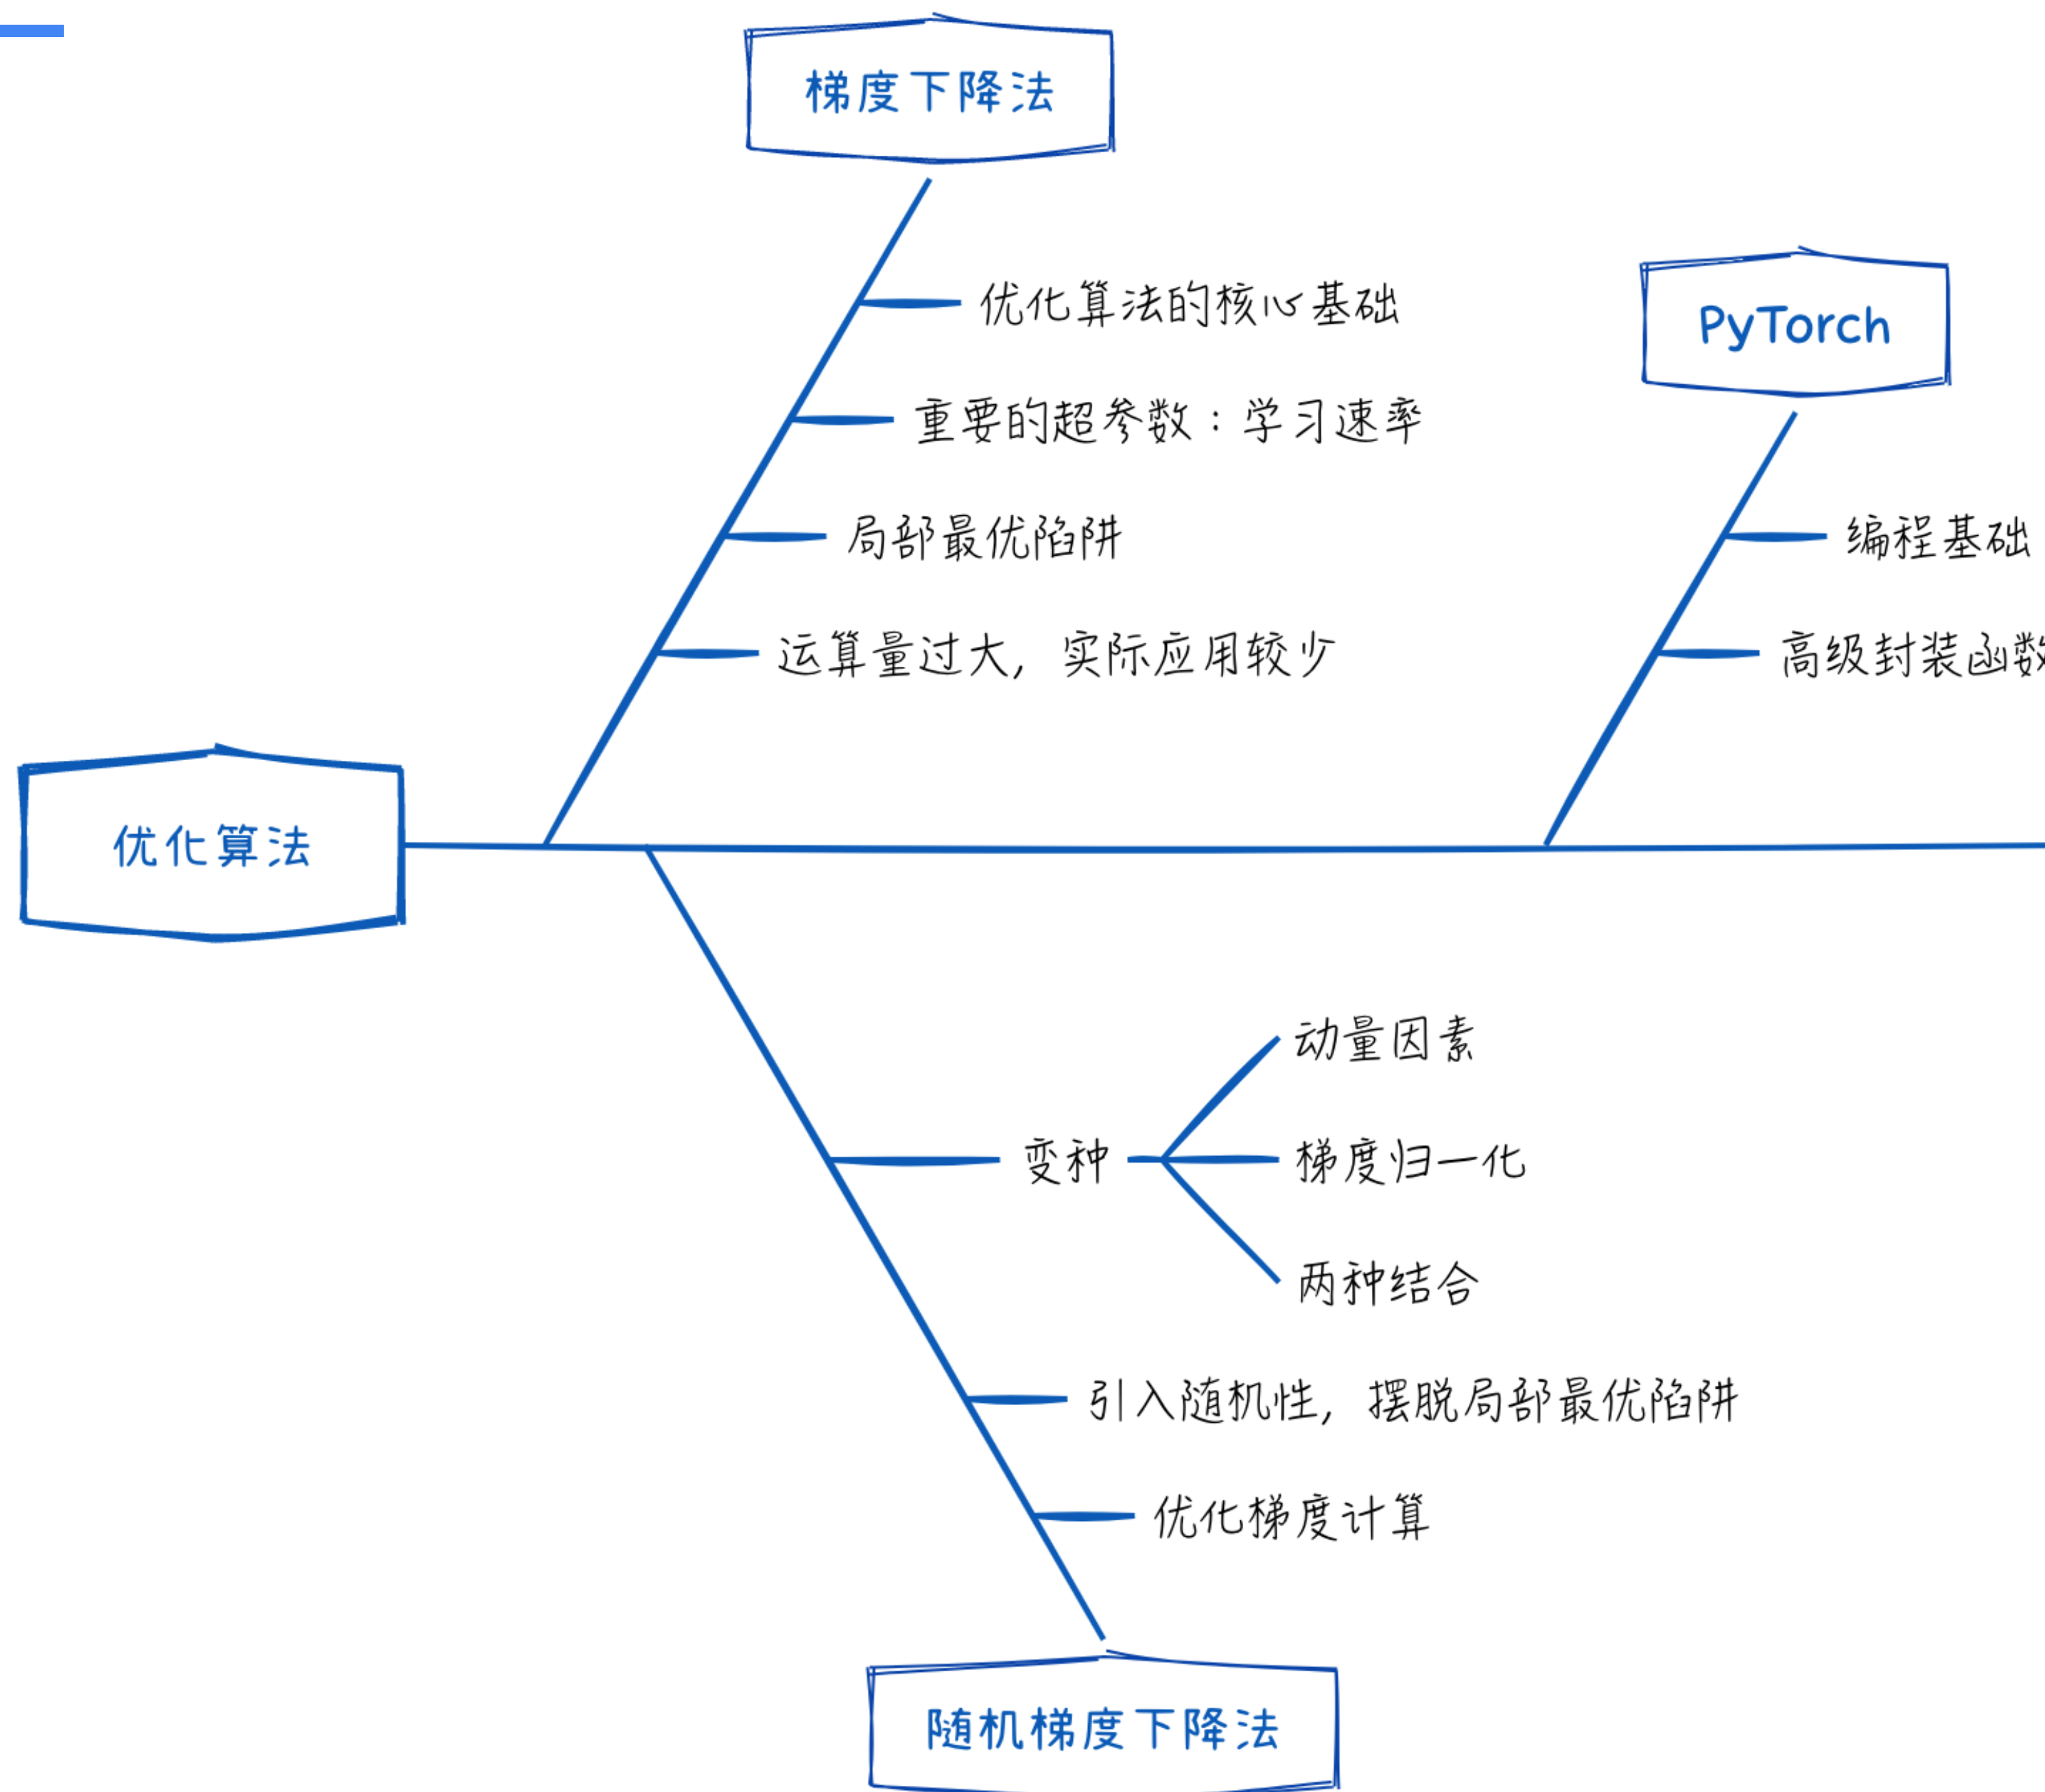 梯度下降法
优化算法的核心基础
重要的超参数：学习速率
局部最优陷阱
运算量过大，实际应用较少
PyTorch
编程基础
高级封装函数
优化算法
动量因素
变种
梯度归一化
两种结合
引入随机性，摆脱局部最优陷阱
优化梯度计算
随机梯度下降法